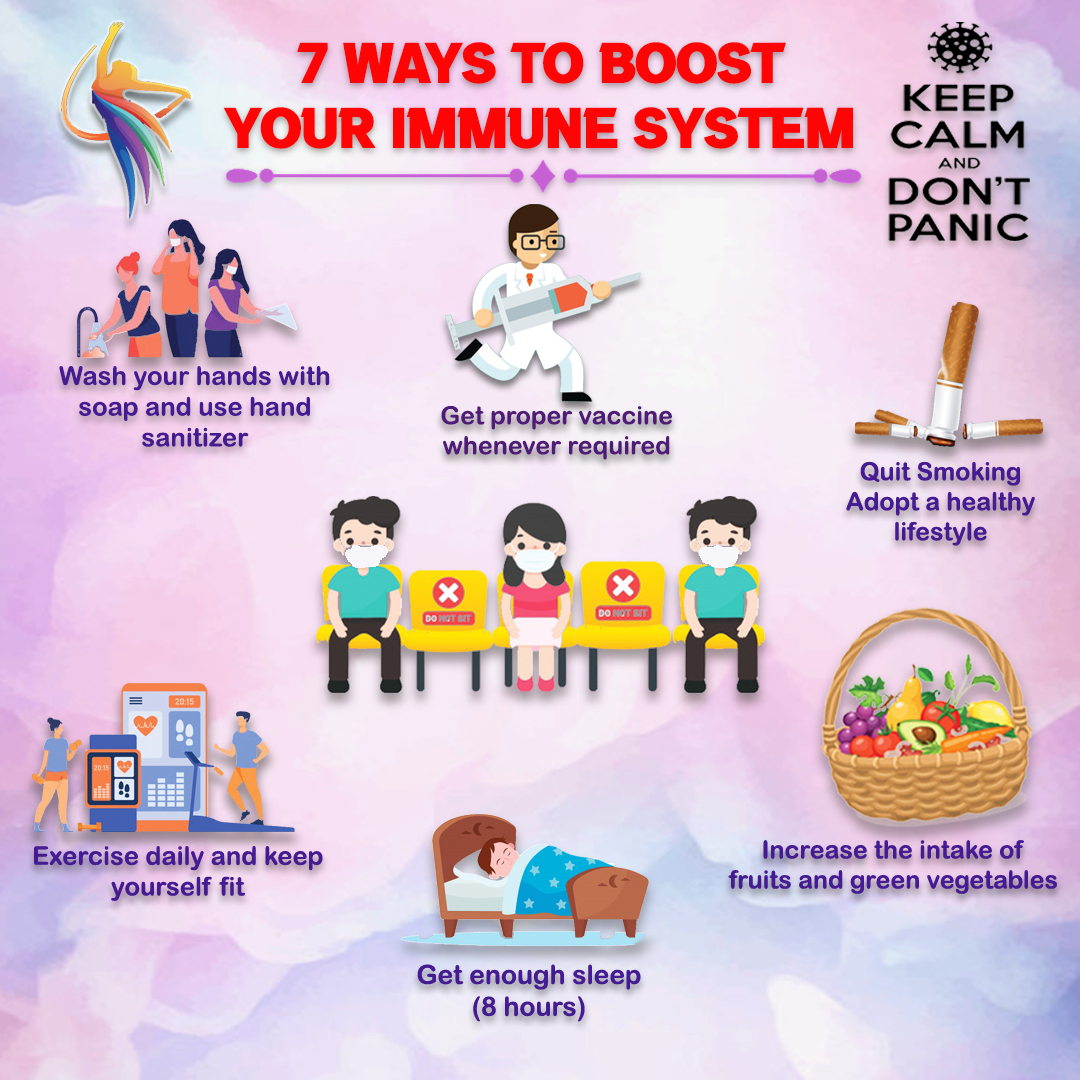 7 WAYS TO BOOST
YOUR IMMUNE SYSTEM
KEEP
CALM
AND
DON'T
PANIC
Wash your hands with
soap and use hand
sanitizer
Get proper vaccine
whenever required
Quit Smoking
Adopt a healthy
lifestyle
DO NOT SIT
DO NOT SIT
20:15
20:15
Exercise daily and keep
yourself fit
Increase the intake of
fruits and green vegetables
Get enough sleep
(8 hours)